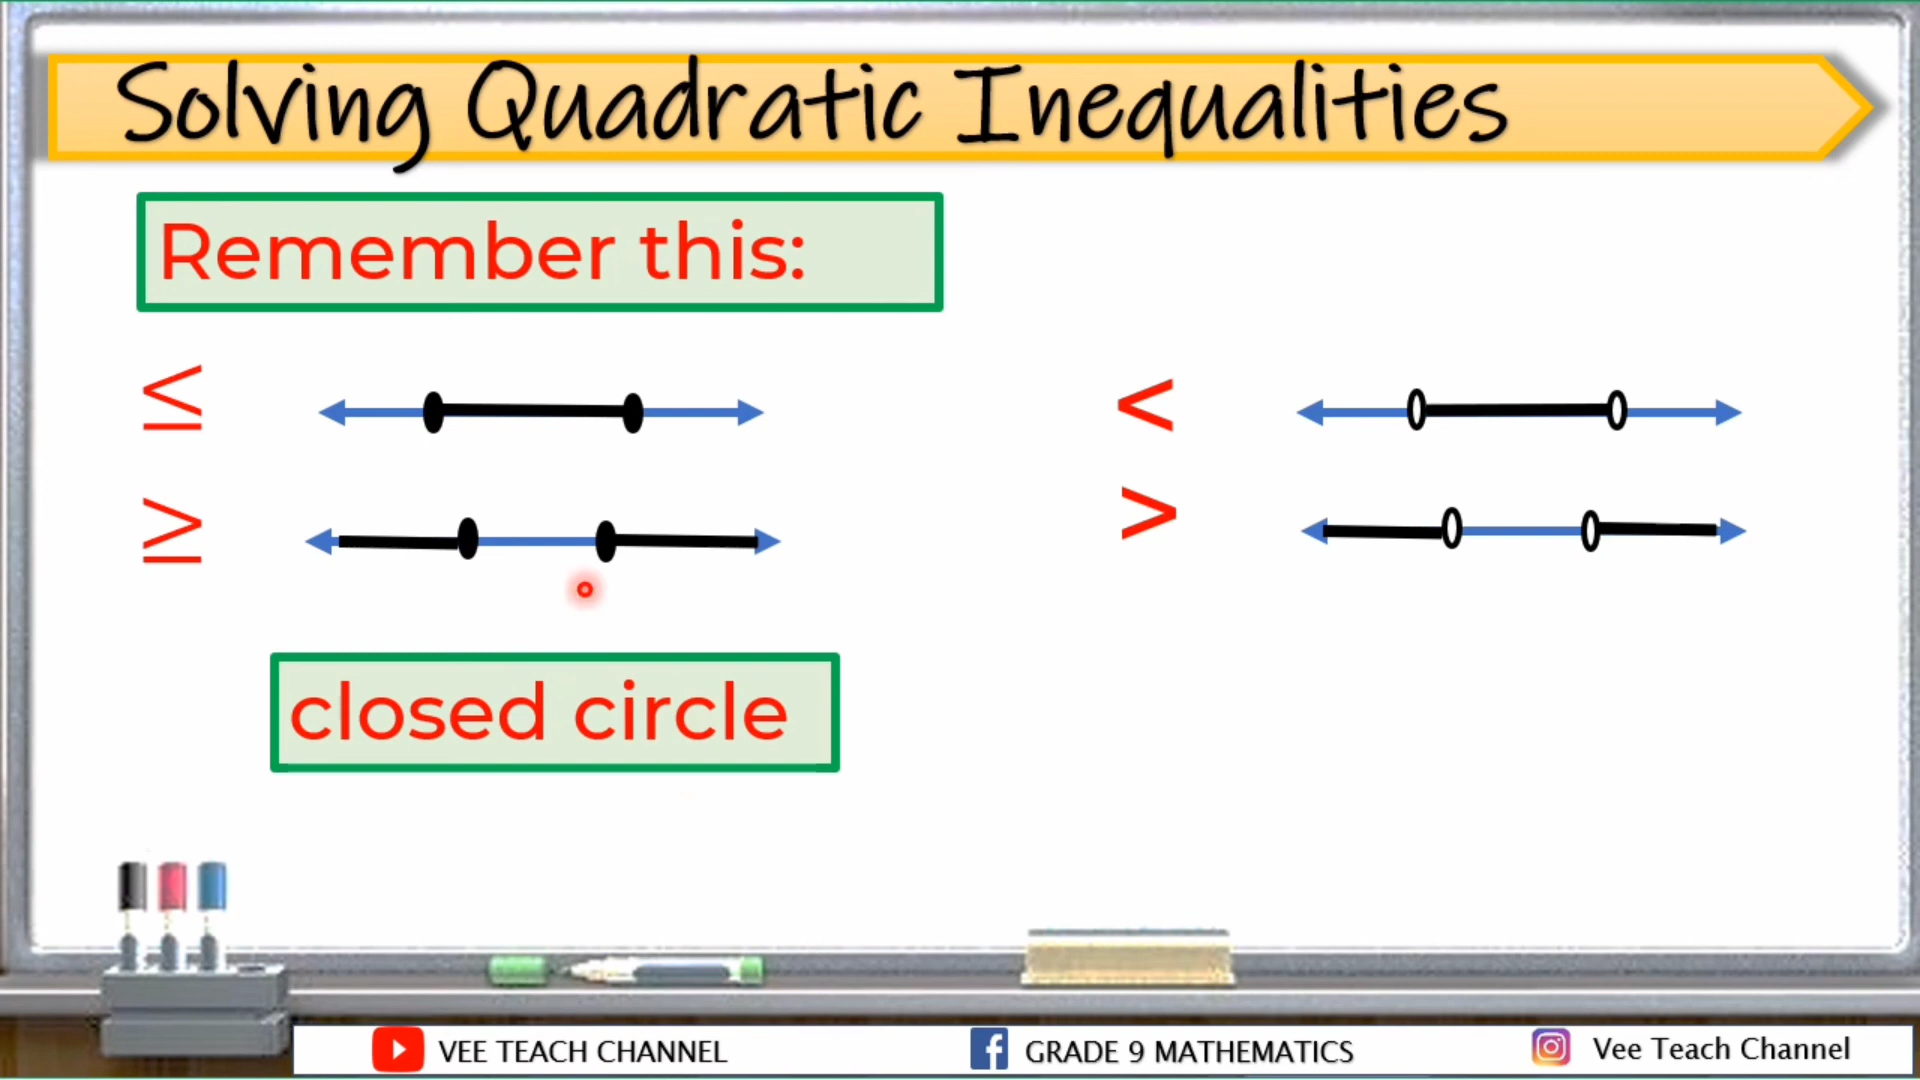 Solving Quadratic Inequalities
Remember this:
≤
<
≥
>
closed circle
VEE TEACH CHANNEL
GRADE 9 MATHEMATICS
Vee Teach Channel